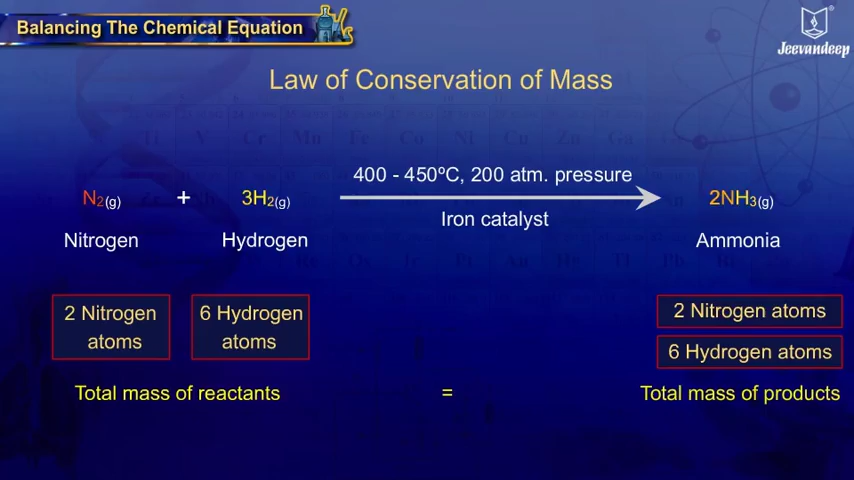 Balancing The Chemical Equation
Jeevandeep
Law of Conservation of Mass
400 - 450ºC, 200 atm. pressure
N₂(g) + 3H₂(g) 2NH₃(g)
Iron catalyst
Nitrogen Hydrogen Ammonia
2 Nitrogen atoms
6 Hydrogen atoms
2 Nitrogen atoms
6 Hydrogen atoms
Total mass of reactants = Total mass of products